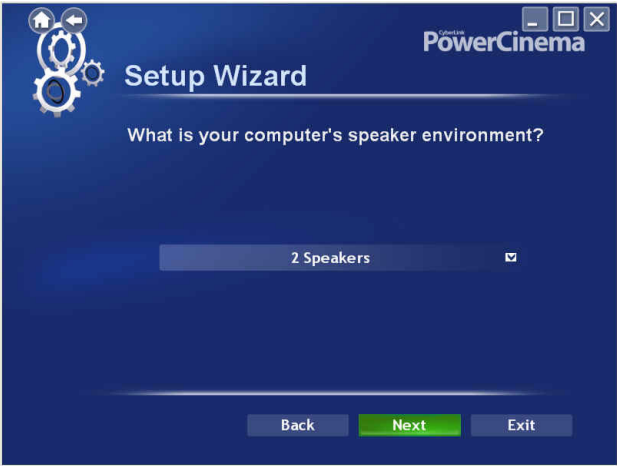 CyberLink
PowerCinema
Setup Wizard
What is your computer's speaker environment?
2 Speakers
Back
Next
Exit